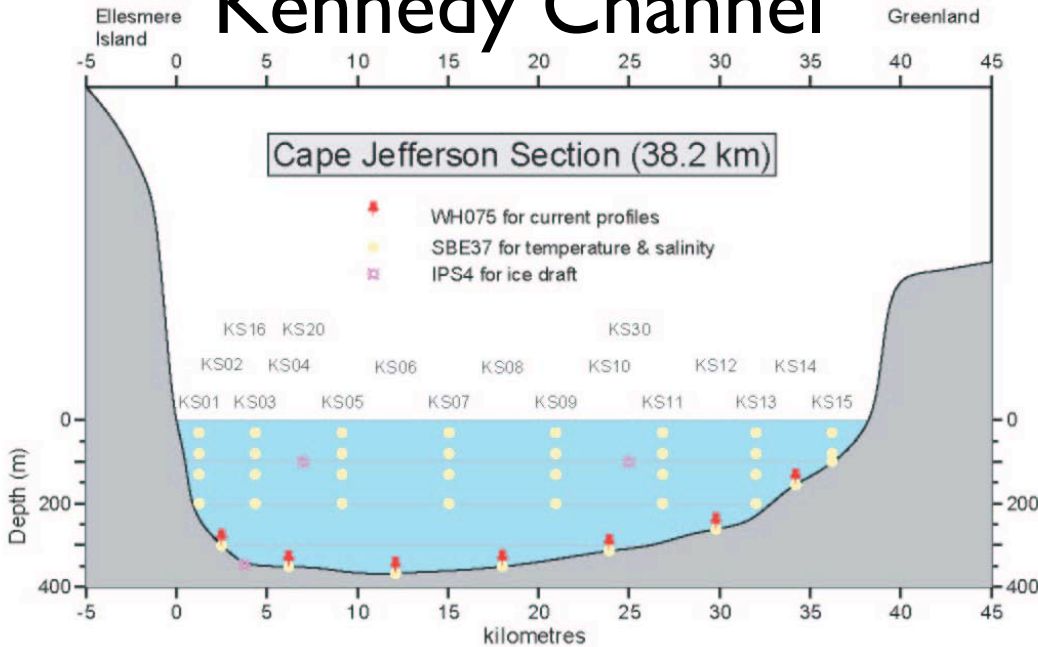 Kennedy Channel
Ellesmere
Island
Greenland
-5 0 5 10 15 20 25 30 35 40 45
Cape Jefferson Section (38.2 km)
WH075 for current profiles
SBE37 for temperature & salinity
IPS4 for ice draft
KS16 KS20 KS30
KS02 KS04 KS06 KS08 KS10 KS12 KS14
KS01 KS03 KS05 KS07 KS09 KS11 KS13 KS15
0 0
Depth (m)
200 200
400 400
-5 0 5 10 15 20 25 30 35 40 45
kilometres